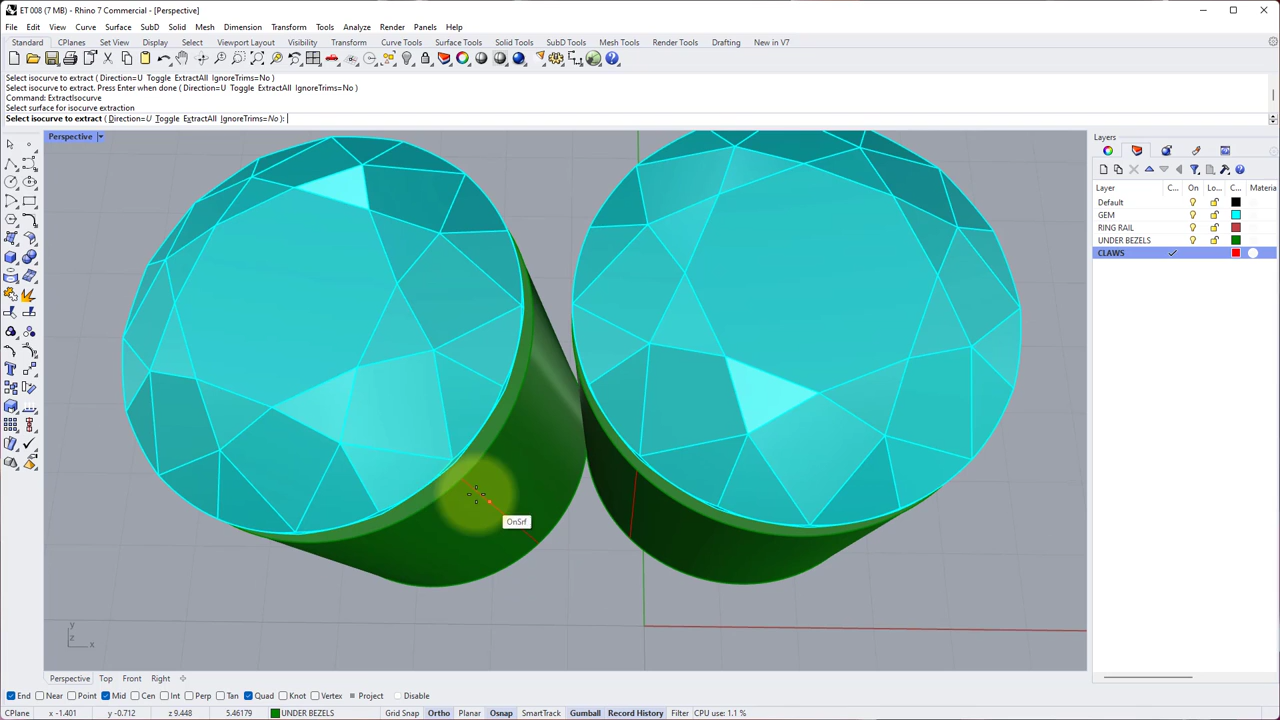 ET 008 (7 MB) - Rhino 7 Commercial - [Perspective]
File Edit View Curve Surface SubD Solid Mesh Dimension Transform Tools Analyze Render Panels Help
Standard CPlanes Set View Display Select Viewport Layout Visibility Transform Curve Tools Surface Tools Solid Tools SubD Tools Mesh Tools Render Tools Drafting New in V7
Select isocurve to extract ( Direction=U Toggle ExtractAll IgnoreTrims=No )
Select isocurve to extract. Press Enter when done ( Direction=U Toggle ExtractAll IgnoreTrims=No )
Command: ExtractIsocurve
Select surface for isocurve extraction
Select isocurve to extract ( Direction=U Toggle ExtractAll IgnoreTrims=No ):
Perspective
Layers
Layer C... On Lo... C... Materia
Default
GEM
RING RAIL
UNDER BEZELS
CLAWS
OnSrf
y
z
x
Perspective Top Front Right
End Near Point Mid Cen Int Perp Tan Quad Knot Vertex Project Disable
CPlane x -1.401 y -0.712 z 9.448 5.46179 UNDER BEZELS Grid Snap Ortho Planar Osnap SmartTrack Gumball Record History Filter CPU use: 1.1 %